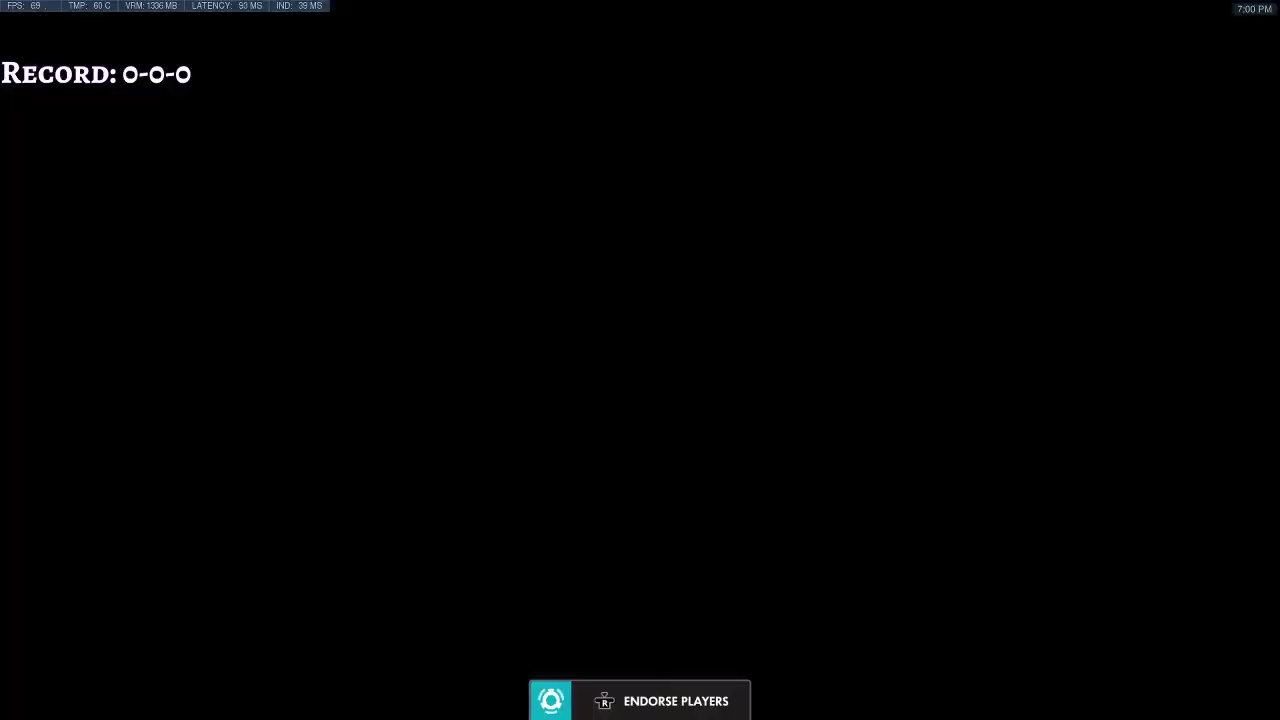 FPS: 69 TMP: 60 C VRM: 1336 MB LATENCY: 93 MS IND: 39 MS
7:00 PM
Record: 0-0-0
R ENDORSE PLAYERS